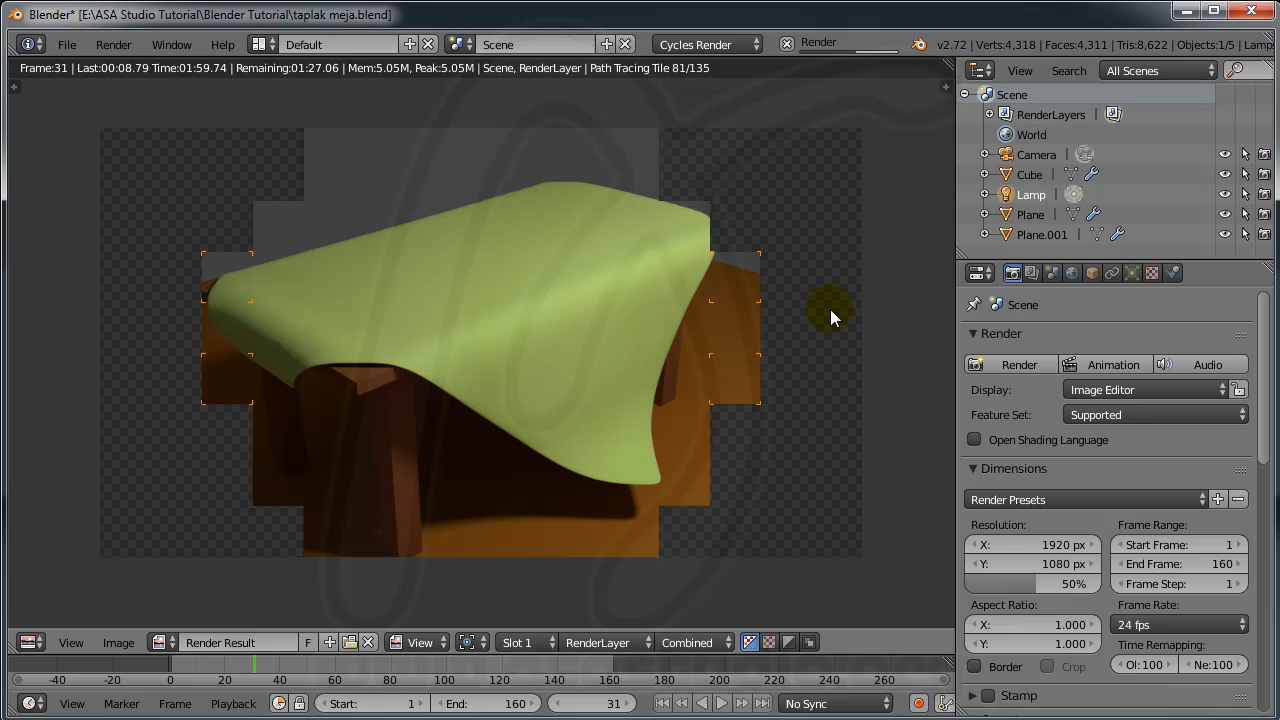 Blender* [E:\ASA Studio Tutorial\Blender Tutorial\taplak meja.blend]
File Render Window Help Default Scene Cycles Render Render v2.72 | Verts:4,318 | Faces:4,311 | Tris:8,622 | Objects:1/5 | Lamp
Frame:31 | Last:00:08.79 Time:01:59.74 | Remaining:01:27.06 | Mem:5.05M, Peak:5.05M | Scene, RenderLayer | Path Tracing Tile 81/135
View Search All Scenes
Scene
RenderLayers
World
Camera
Cube
Lamp
Plane
Plane.001
Scene
Render
Render Animation Audio
Display: Image Editor
Feature Set: Supported
Open Shading Language
Dimensions
Render Presets
Resolution: Frame Range:
X: 1920 px Start Frame: 1
Y: 1080 px End Frame: 160
50% Frame Step: 1
Aspect Ratio: Frame Rate:
X: 1.000 24 fps
Y: 1.000 Time Remapping:
Border Crop Ol: 100 Ne:100
Stamp
View Image Render Result F View Slot 1 RenderLayer Combined
-40 -20 0 20 40 60 80 100 120 140 160 180 200 220 240 260
View Marker Frame Playback Start: 1 End: 160 31 No Sync